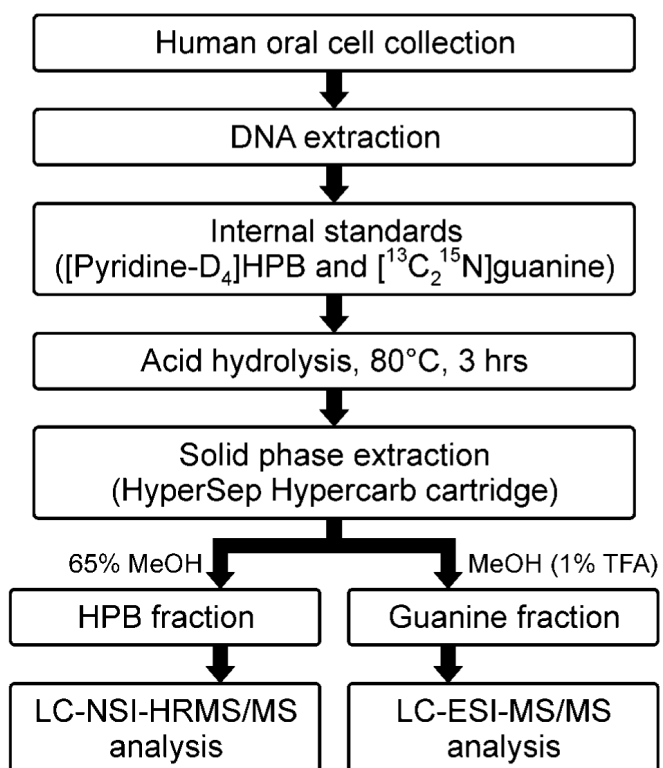 Human oral cell collection
DNA extraction
Internal standards
([Pyridine-D₄]HPB and [¹³C₂¹⁵N]guanine)
Acid hydrolysis, 80°C, 3 hrs
Solid phase extraction
(HyperSep Hypercarb cartridge)
65% MeOH
MeOH (1% TFA)
HPB fraction
Guanine fraction
LC-NSI-HRMS/MS
analysis
LC-ESI-MS/MS
analysis